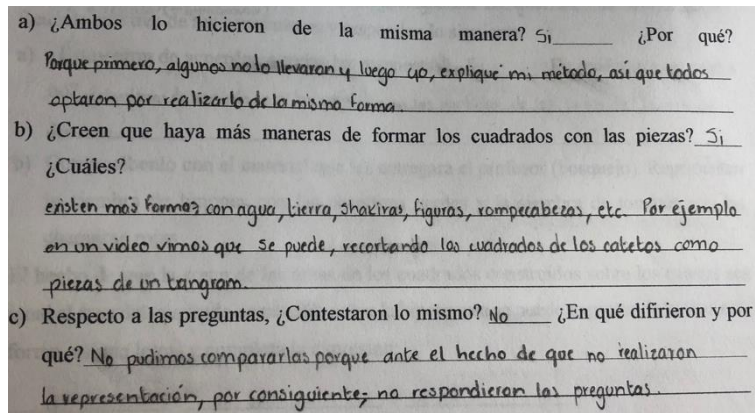 a) ¿Ambos lo hicieron de la misma manera? Si ¿Por qué?
Porque primero, algunos no lo llevaron y luego yo, expliqué mi método, así que todos
optaron por realizarlo de la misma forma.
b) ¿Creen que haya más maneras de formar los cuadrados con las piezas? Si
¿Cuáles?
existen más formas con agua, tierra, shakiras, figuras, rompecabezas, etc. Por ejemplo
en un video vimos que se puede, recortando los cuadrados de los catetos como
piezas de un tangram.
c) Respecto a las preguntas, ¿Contestaron lo mismo? No ¿En qué difirieron y por
qué? No pudimos compararlas porque ante el hecho de que no realizaron
la representación, por consiguiente; no respondieron las preguntas.